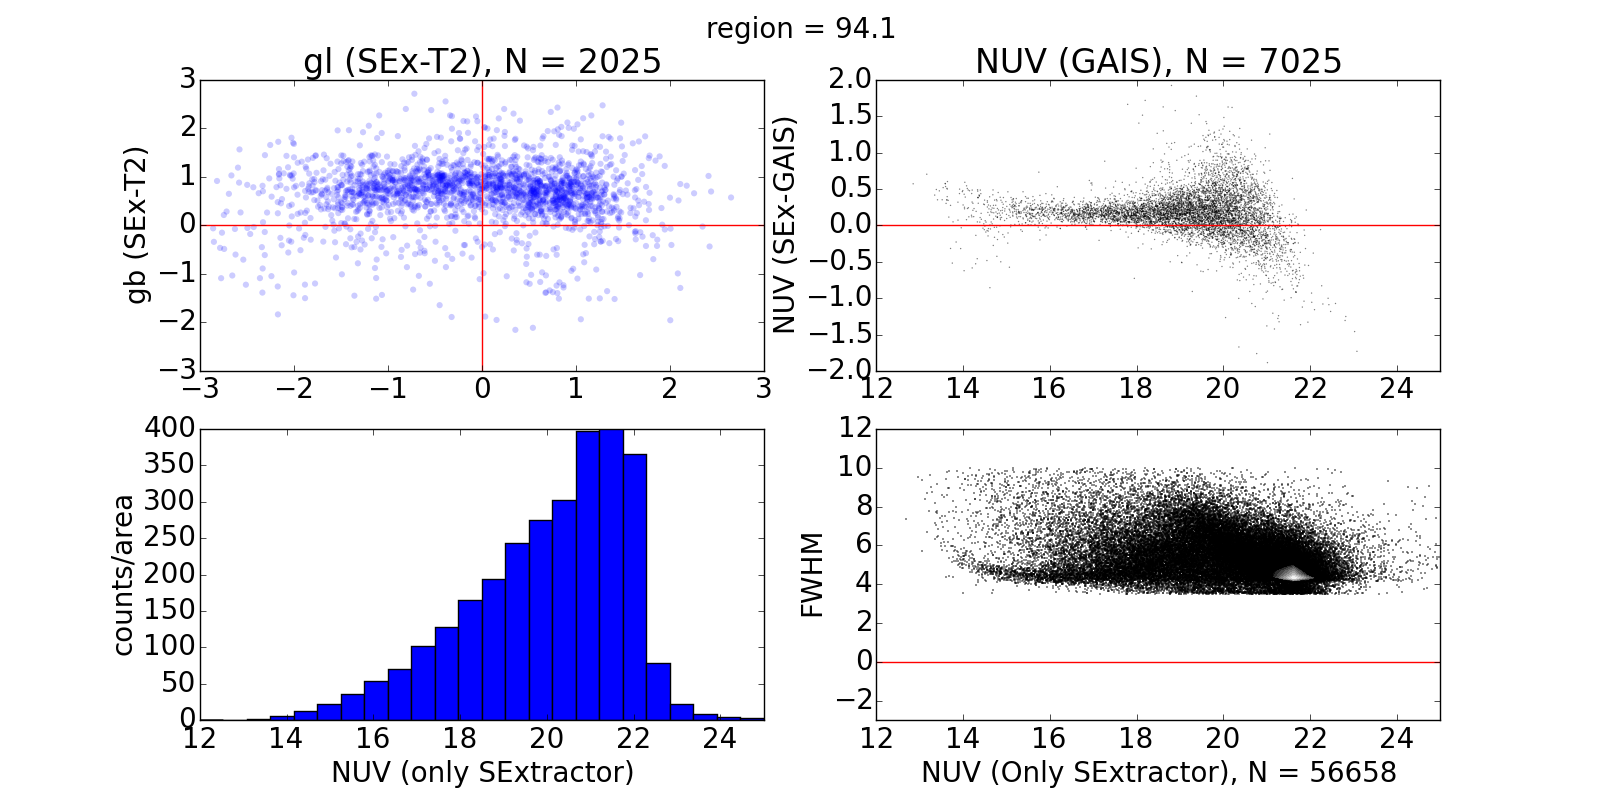 region = 94.1
gl (SEx-T2), N = 2025
3
2
1
0
−1
−2
−3
gb (SEx-T2)
−3 −2 −1 0 1 2 3
NUV (GAIS), N = 7025
2.0
1.5
1.0
0.5
0.0
−0.5
−1.0
−1.5
−2.0
NUV (SEx-GAIS)
12 14 16 18 20 22 24
400
350
300
250
200
150
100
50
0
counts/area
12 14 16 18 20 22 24
NUV (only SExtractor)
12
10
8
6
4
2
0
−2
FWHM
12 14 16 18 20 22 24
NUV (Only SExtractor), N = 56658